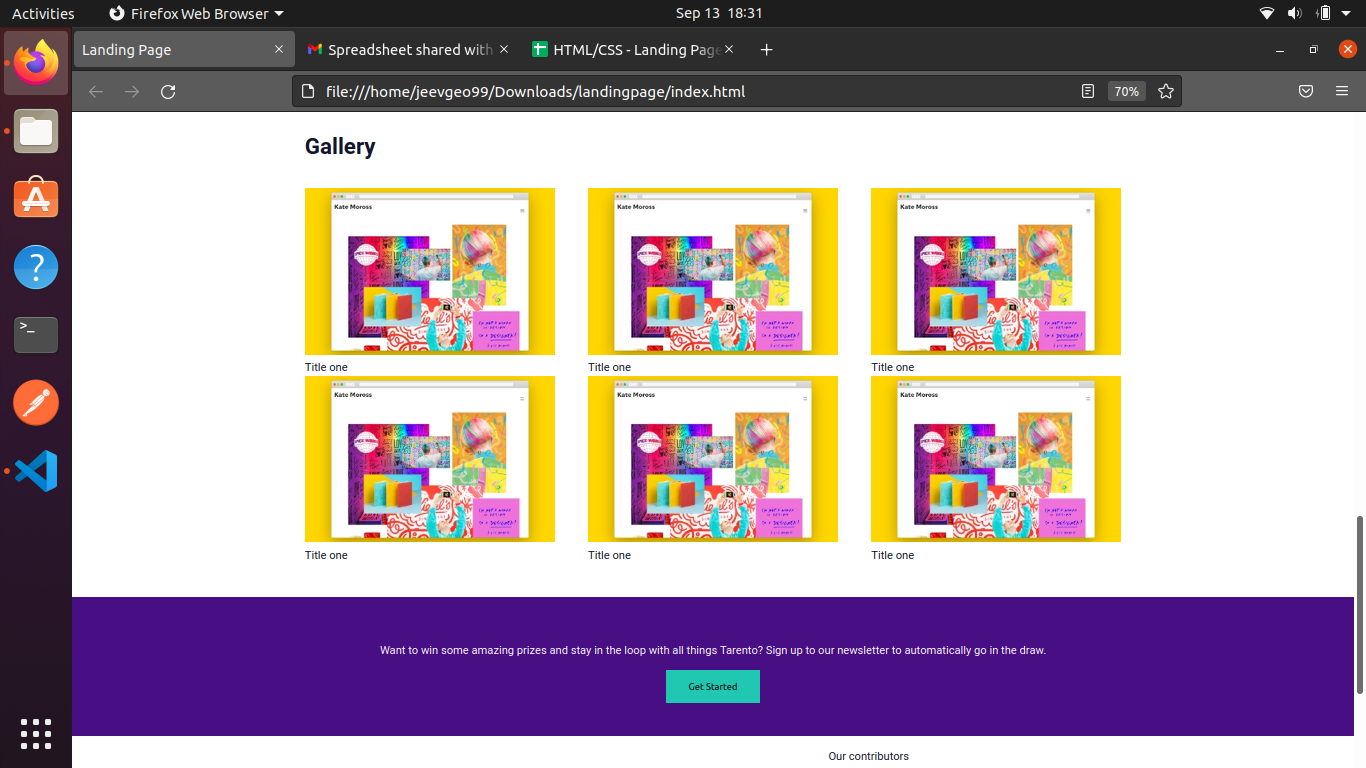 Activities Firefox Web Browser Sep 13 18:31
Landing Page Spreadsheet shared with HTML/CSS - Landing Page
file:///home/jeevgeo99/Downloads/landingpage/index.html 70%
Gallery
Kate Moross Kate Moross Kate Moross
Title one Title one Title one
Kate Moross Kate Moross Kate Moross
Title one Title one Title one
Want to win some amazing prizes and stay in the loop with all things Tarento? Sign up to our newsletter to automatically go in the draw.
Get Started
Our contributors